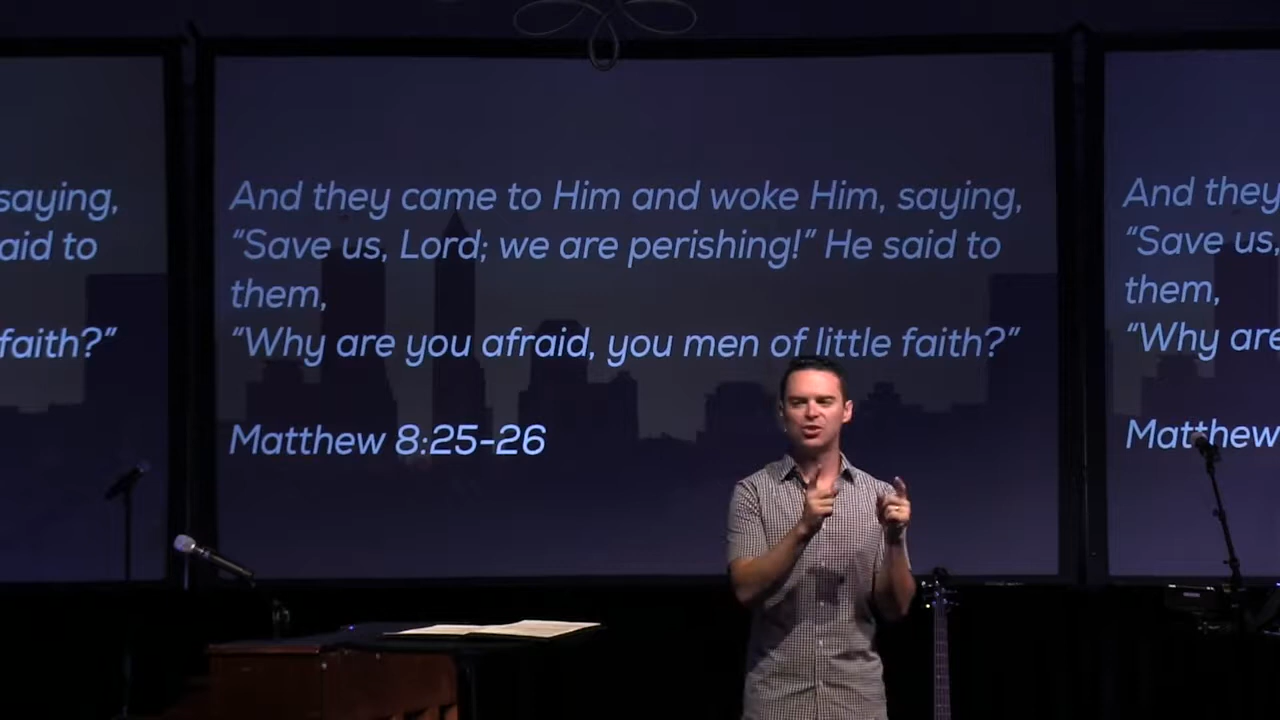 saying,
aid to
faith?”
And they came to Him and woke Him, saying,
“Save us, Lord; we are perishing!” He said to
them,
“Why are you afraid, you men of little faith?”
Matthew 8:25-26
And they
“Save us,
them,
“Why are
Matthew